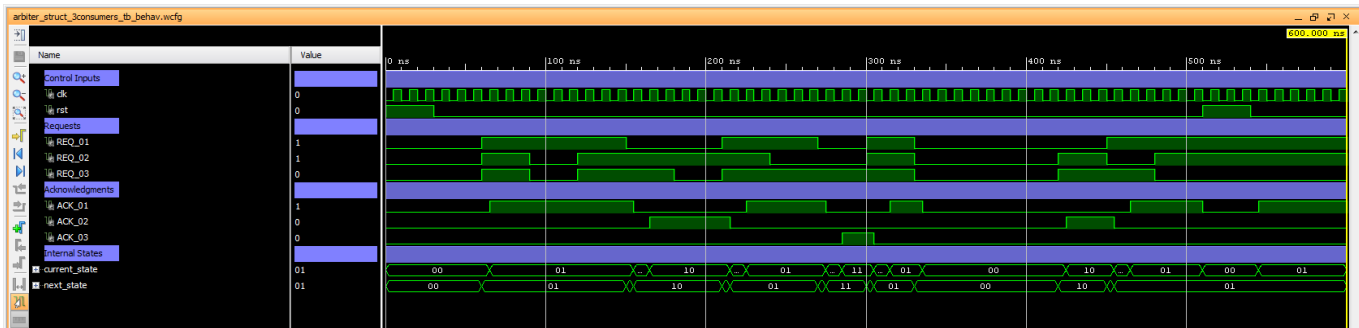 arbiter_struct_3consumers_tb_behav.wcfg
600.000 ns
Name Value 0 ns 100 ns 200 ns 300 ns 400 ns 500 ns
Control Inputs
clk 0
rst 0
Requests
REQ_01 1
REQ_02 1
REQ_03 0
Acknowledgments
ACK_01 1
ACK_02 0
ACK_03 0
Internal States
current_state 01 00 01 ... 10 ... 01 ... 11 ... 01 00 10 ... 01 00 01
next_state 01 00 01 10 01 11 01 00 10 01